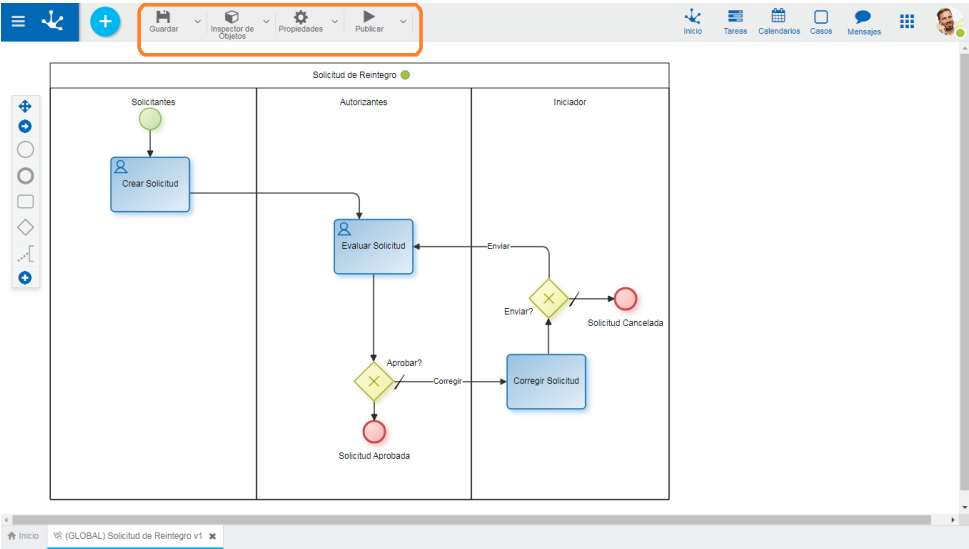 Guardar
Inspector de
Objetos
Propiedades
Publicar
Inicio
Tareas
Calendarios
Casos
Mensajes
Solicitud de Reintegro
Solicitantes
Autorizantes
Iniciador
Crear Solicitud
Evaluar Solicitud
Enviar
Enviar?
Solicitud Cancelada
Aprobar?
Corregir
Corregir Solicitud
Solicitud Aprobada
Inicio
(GLOBAL) Solicitud de Reintegro v1